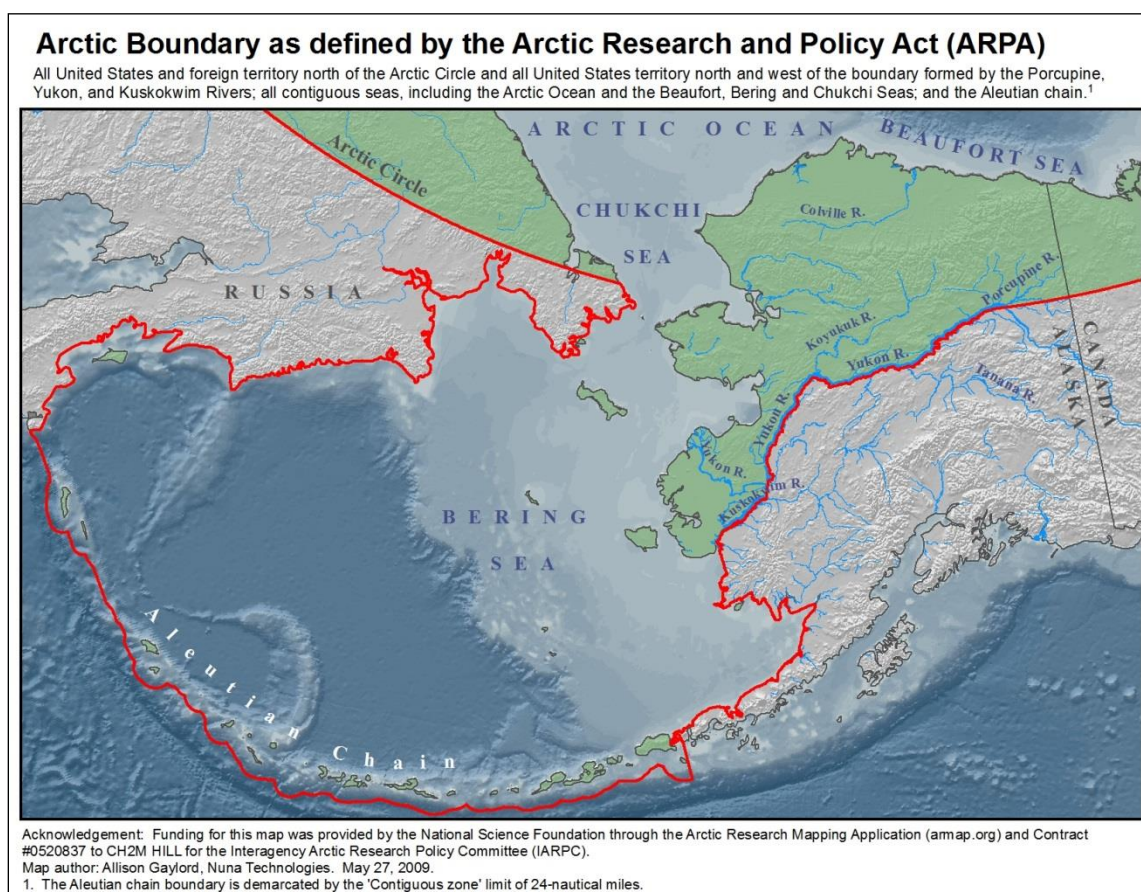 Arctic Boundary as defined by the Arctic Research and Policy Act (ARPA)
All United States and foreign territory north of the Arctic Circle and all United States territory north and west of the boundary formed by the Porcupine,
Yukon, and Kuskokwim Rivers; all contiguous seas, including the Arctic Ocean and the Beaufort, Bering and Chukchi Seas; and the Aleutian chain.¹
ARCTIC OCEAN
BEAUFORT SEA
Arctic Circle
CHUKCHI
SEA
Colville R.
RUSSIA
Porcupine R.
Koyukuk R.
Yukon R.
CANADA
ALASKA
Tanana R.
Yukon R.
Yukon R.
Kuskokwim R.
BERING
SEA
Aleutian Chain
Acknowledgement: Funding for this map was provided by the National Science Foundation through the Arctic Research Mapping Application (armap.org) and Contract
#0520837 to CH2M HILL for the Interagency Arctic Research Policy Committee (IARPC).
Map author: Allison Gaylord, Nuna Technologies. May 27, 2009.
1. The Aleutian chain boundary is demarcated by the 'Contiguous zone' limit of 24-nautical miles.